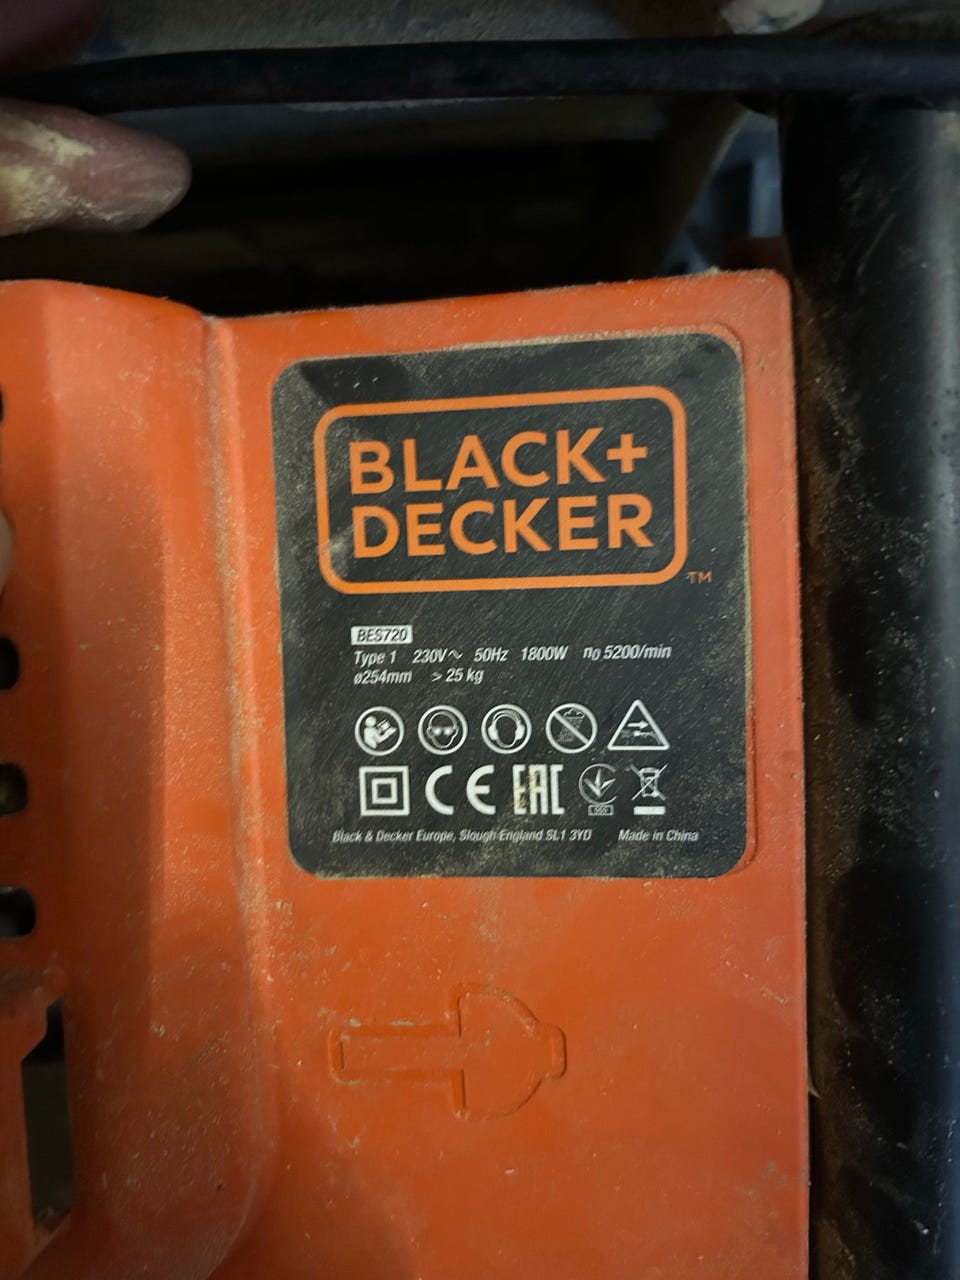 BLACK+
DECKER
TM
BES720
Type 1 230V~ 50Hz 1800W n0 5200/min
ø254mm > 25 kg
CE EAC
Black & Decker Europe, Slough England SL1 3YD Made in China